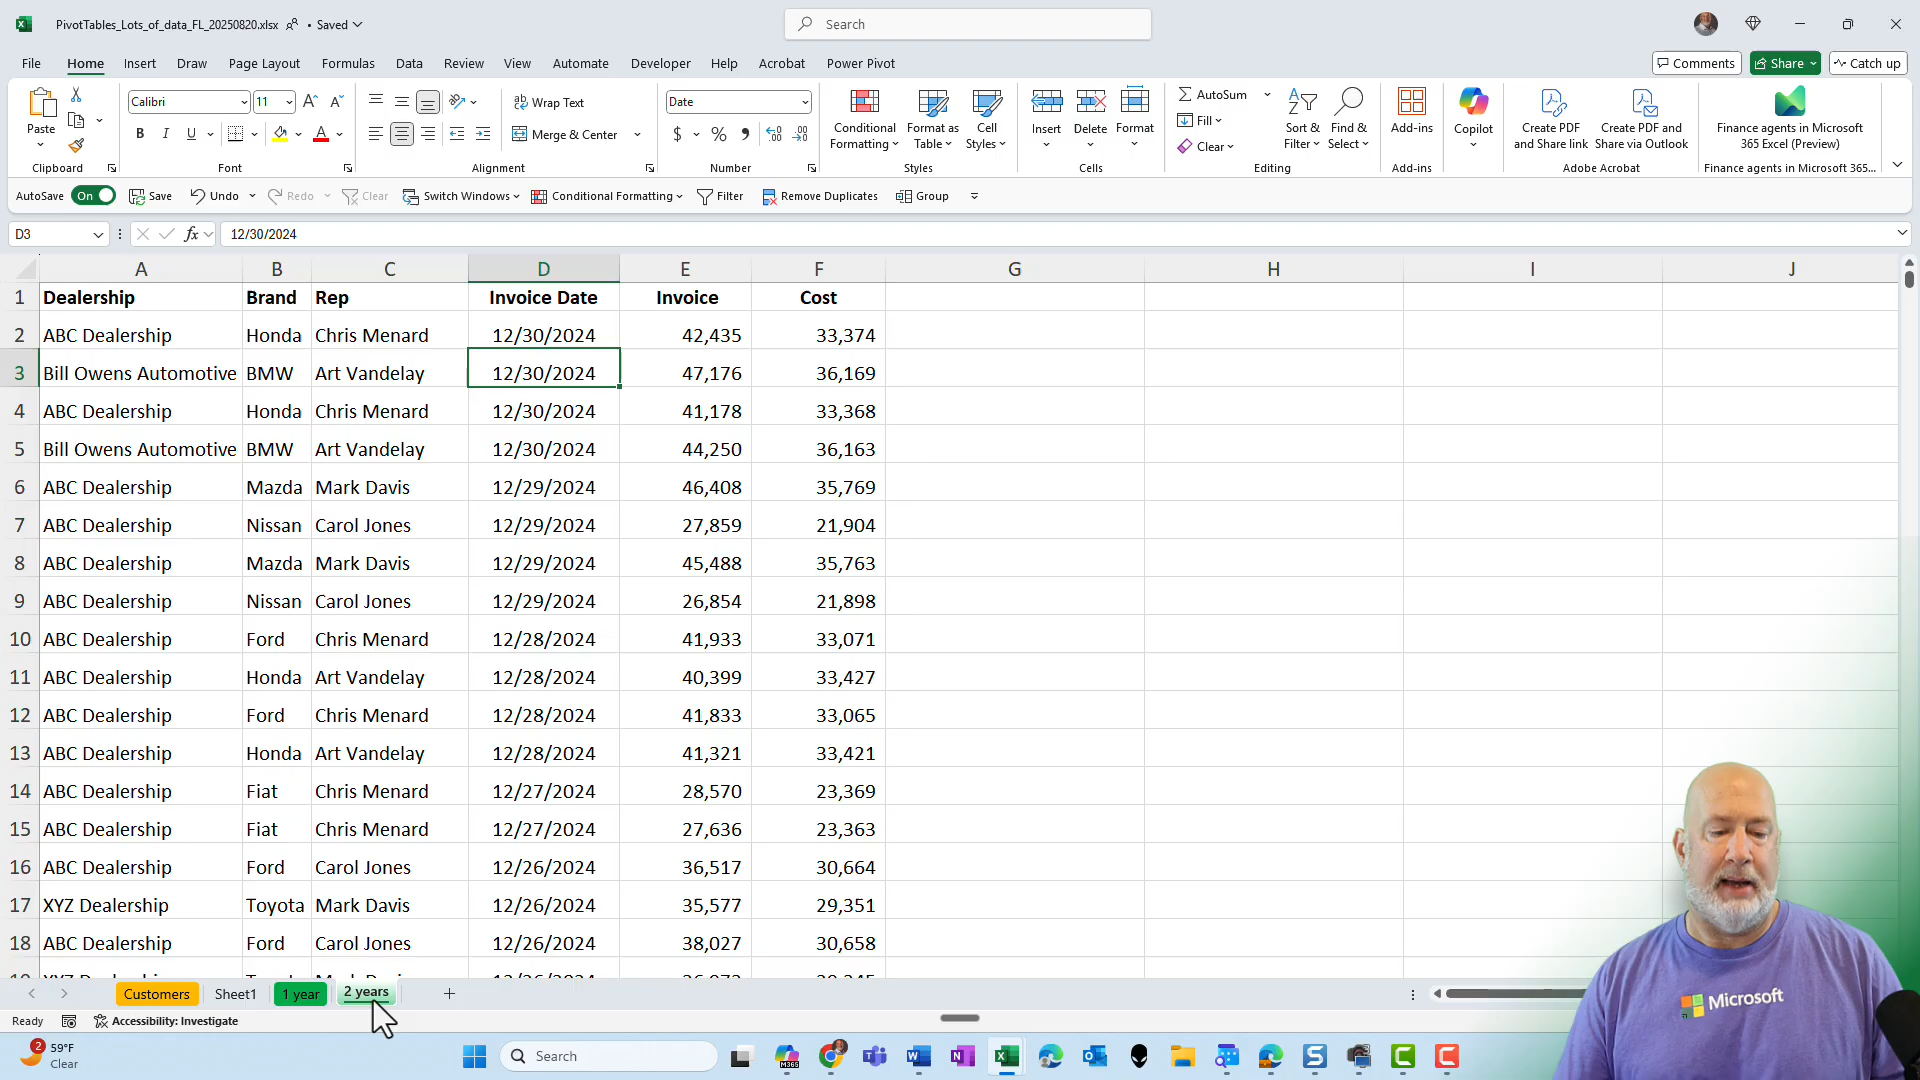 PivotTables_Lots_of_data_FL_20250820.xlsx • Saved
Search
File Home Insert Draw Page Layout Formulas Data Review View Automate Developer Help Acrobat Power Pivot
Comments Share Catch up
Paste
Clipboard
Calibri 11
B I U
Font
Wrap Text
Merge & Center
Alignment
Date
$ % ,
Number
Conditional Formatting
Format as Table
Cell Styles
Styles
Insert Delete Format
Cells
AutoSum
Fill
Clear
Sort & Filter
Find & Select
Editing
Add-ins
Add-ins
Copilot
Create PDF and Share link
Create PDF and Share via Outlook
Adobe Acrobat
Finance agents in Microsoft 365 Excel (Preview)
Finance agents in Microsoft 365...
AutoSave On Save Undo Redo Clear Switch Windows Conditional Formatting Filter Remove Duplicates Group
D3 fx 12/30/2024
A B C D E F G H I J
1 Dealership Brand Rep Invoice Date Invoice Cost
2 ABC Dealership Honda Chris Menard 12/30/2024 42,435 33,374
3 Bill Owens Automotive BMW Art Vandelay 12/30/2024 47,176 36,169
4 ABC Dealership Honda Chris Menard 12/30/2024 41,178 33,368
5 Bill Owens Automotive BMW Art Vandelay 12/30/2024 44,250 36,163
6 ABC Dealership Mazda Mark Davis 12/29/2024 46,408 35,769
7 ABC Dealership Nissan Carol Jones 12/29/2024 27,859 21,904
8 ABC Dealership Mazda Mark Davis 12/29/2024 45,488 35,763
9 ABC Dealership Nissan Carol Jones 12/29/2024 26,854 21,898
10 ABC Dealership Ford Chris Menard 12/28/2024 41,933 33,071
11 ABC Dealership Honda Art Vandelay 12/28/2024 40,399 33,427
12 ABC Dealership Ford Chris Menard 12/28/2024 41,833 33,065
13 ABC Dealership Honda Art Vandelay 12/28/2024 41,321 33,421
14 ABC Dealership Fiat Chris Menard 12/27/2024 28,570 23,369
15 ABC Dealership Fiat Chris Menard 12/27/2024 27,636 23,363
16 ABC Dealership Ford Carol Jones 12/26/2024 36,517 30,664
17 XYZ Dealership Toyota Mark Davis 12/26/2024 35,577 29,351
18 ABC Dealership Ford Carol Jones 12/26/2024 38,027 30,658
Customers Sheet1 1 year 2 years +
Ready Accessibility: Investigate
2 59°F
Clear
Search
M365
Microsoft